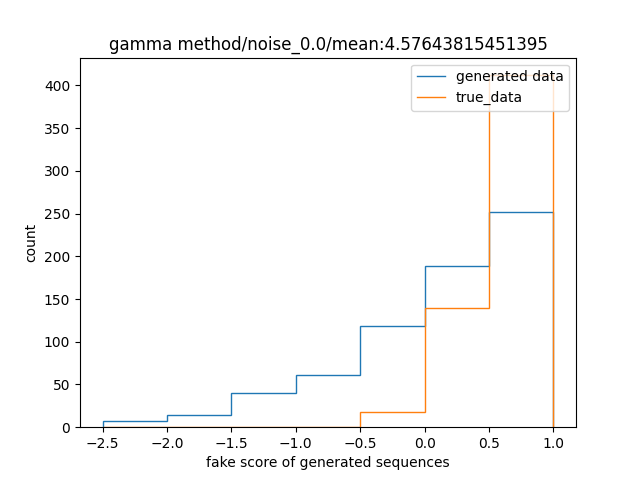 gamma method/noise_0.0/mean:4.57643815451395
generated data
true_data
400
350
300
250
200
150
100
50
0
count
−2.5 −2.0 −1.5 −1.0 −0.5 0.0 0.5 1.0
fake score of generated sequences